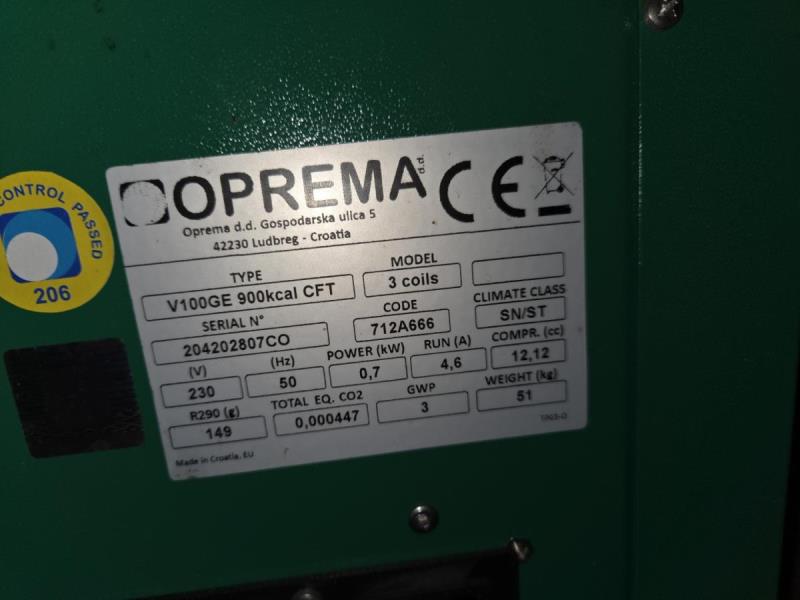 OPREMA d.d. CE
Oprema d.d. Gospodarska ulica 5
42230 Ludbreg - Croatia
TYPE MODEL
V100GE 900kcal CFT 3 coils
SERIAL N° CODE CLIMATE CLASS
204202807CO 712A666 SN/ST
(V) (Hz) POWER (kW) RUN (A) COMPR. (cc)
230 50 0,7 4,6 12,12
R290 (g) TOTAL EQ. CO2 GWP WEIGHT (kg)
149 0,000447 3 51
Made in Croatia, EU
CONTROL PASSED
206